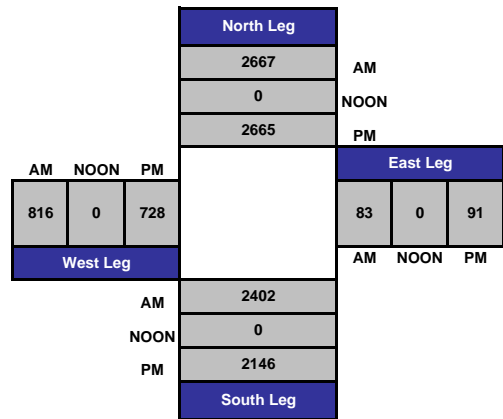 North Leg
2667 AM
0 NOON
2665 PM
AM NOON PM East Leg
816 0 728 83 0 91
West Leg AM NOON PM
AM 2402
NOON 0
PM 2146
South Leg